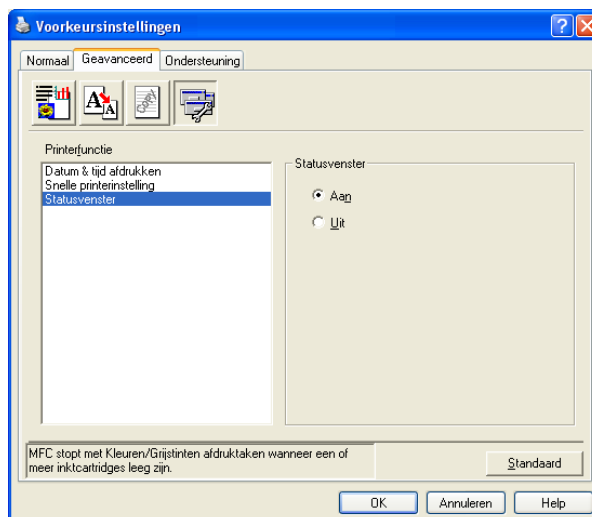 Voorkeursinstellingen
Normaal Geavanceerd Ondersteuning
Copy
Printerfunctie
Datum & tijd afdrukken
Snelle printerinstelling
Statusvenster
Statusvenster
Aan
Uit
MFC stopt met Kleuren/Grijstinten afdruktaken wanneer een of
meer inktcartridges leeg zijn.
Standaard
OK Annuleren Help